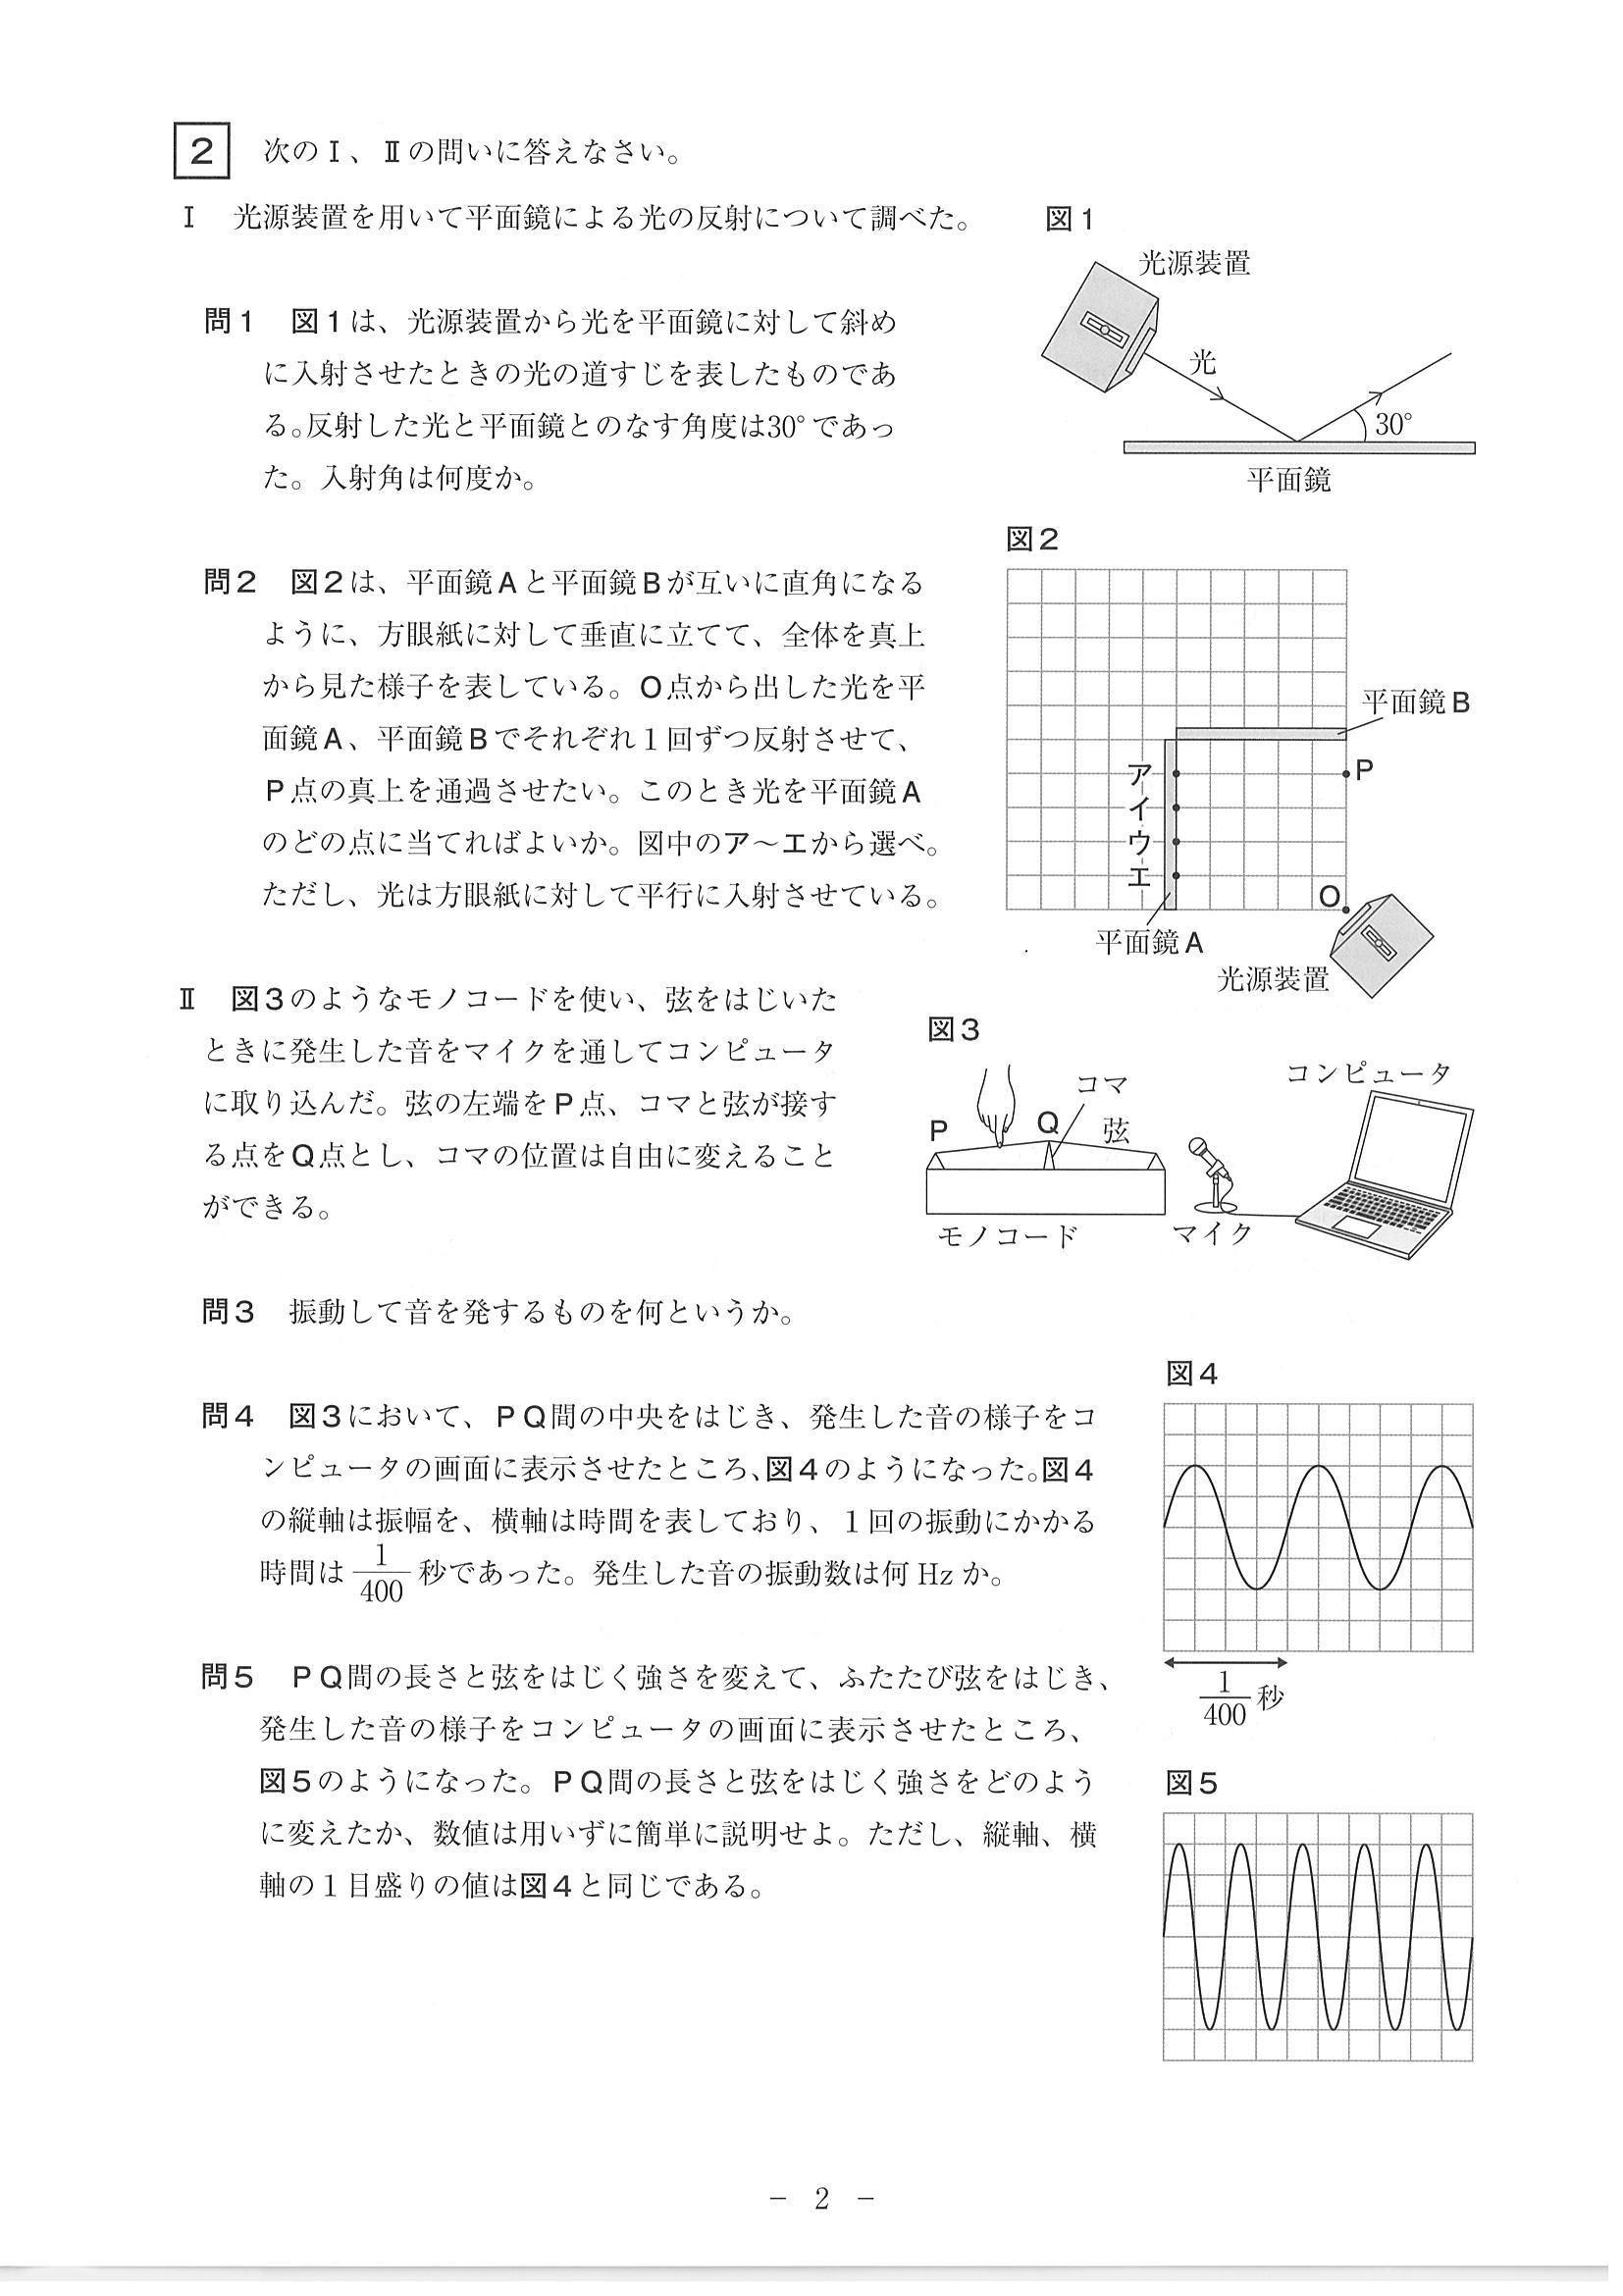 2 次のⅠ、Ⅱの問いに答えなさい。
Ⅰ 光源装置を用いて平面鏡による光の反射について調べた。
図1
光源装置
光
30°
平面鏡
問1 図1は、光源装置から光を平面鏡に対して斜め
に入射させたときの光の道すじを表したものであ
る。反射した光と平面鏡とのなす角度は30°であっ
た。入射角は何度か。
図2
平面鏡B
P
ア
イ
ウ
エ
O
平面鏡A
光源装置
問2 図2は、平面鏡Aと平面鏡Bが互いに直角になる
ように、方眼紙に対して垂直に立てて、全体を真上
から見た様子を表している。O点から出した光を平
面鏡A、平面鏡Bでそれぞれ1回ずつ反射させて、
P点の真上を通過させたい。このとき光を平面鏡A
のどの点に当てればよいか。図中のア～エから選べ。
ただし、光は方眼紙に対して平行に入射させている。
Ⅱ 図3のようなモノコードを使い、弦をはじいた
ときに発生した音をマイクを通してコンピュータ
に取り込んだ。弦の左端をP点、コマと弦が接す
る点をQ点とし、コマの位置は自由に変えること
ができる。
図3
コンピュータ
コマ
P
Q
弦
モノコード
マイク
問3 振動して音を発するものを何というか。
問4 図3において、PQ間の中央をはじき、発生した音の様子をコ
ンピュータの画面に表示させたところ、図4のようになった。図4
の縦軸は振幅を、横軸は時間を表しており、1回の振動にかかる
時間は 1/400 秒であった。発生した音の振動数は何 Hz か。
図4
1/400 秒
問5 PQ間の長さと弦をはじく強さを変えて、ふたたび弦をはじき、
発生した音の様子をコンピュータの画面に表示させたところ、
図5のようになった。PQ間の長さと弦をはじく強さをどのよう
に変えたか、数値は用いずに簡単に説明せよ。ただし、縦軸、横
軸の1目盛りの値は図4と同じである。
図5
－ 2 －